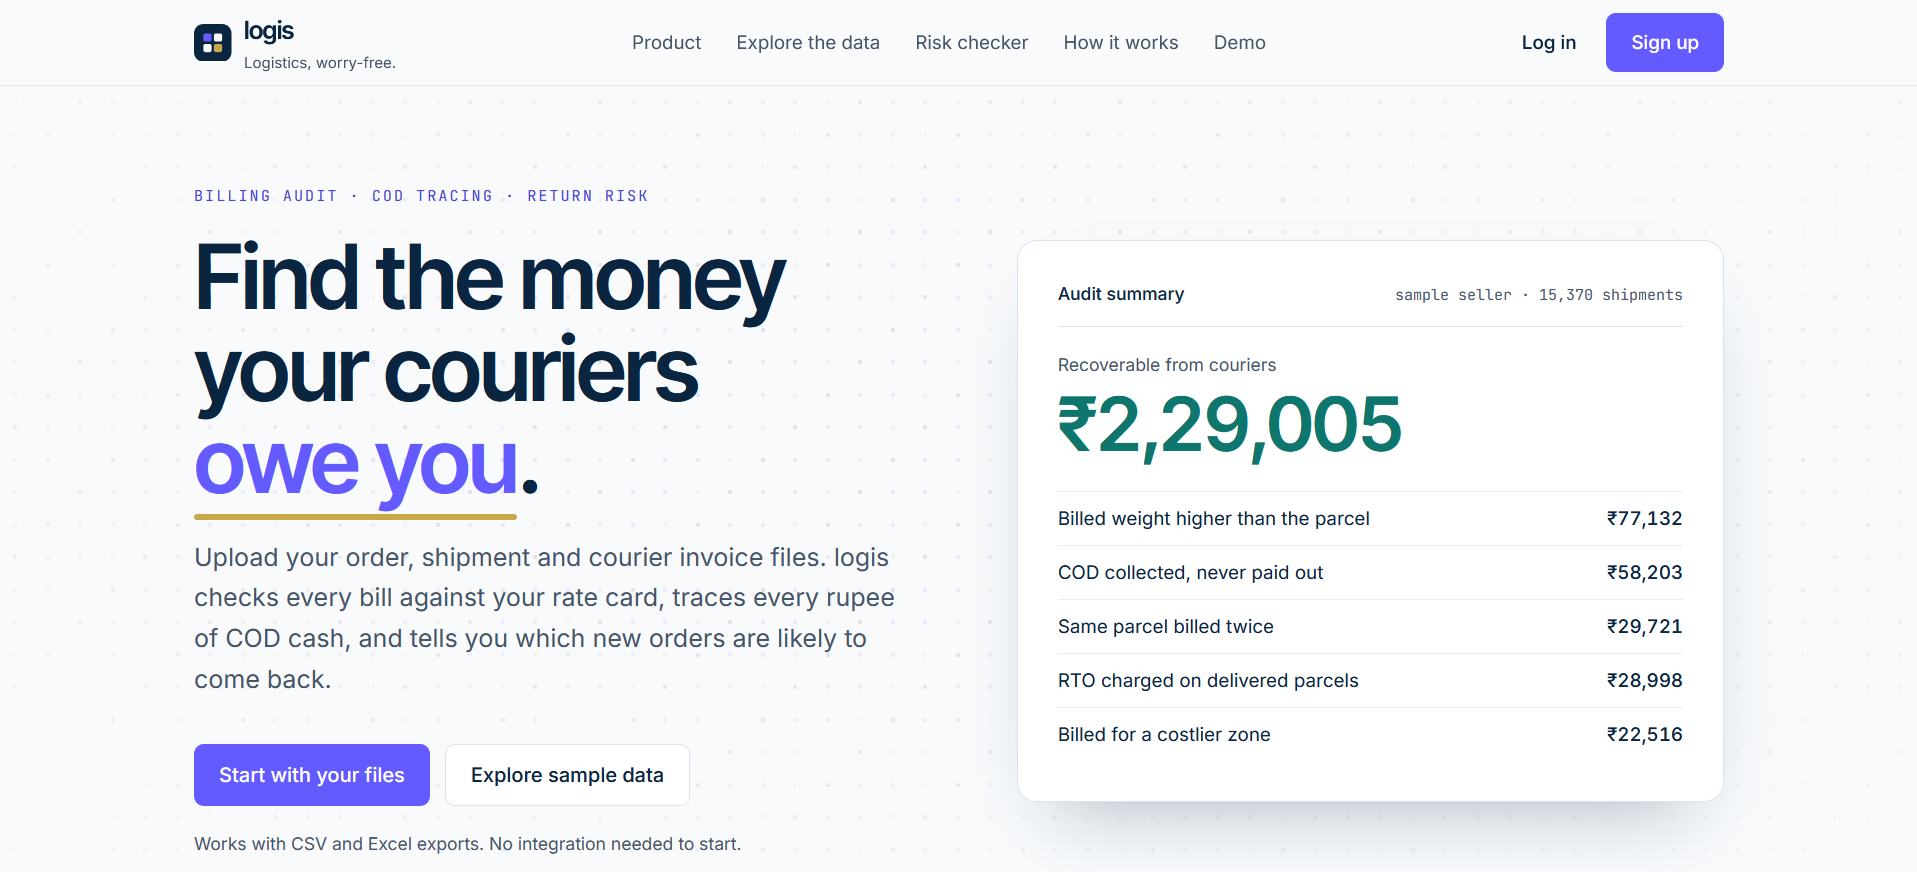 logis
Logistics, worry-free.
Product
Explore the data
Risk checker
How it works
Demo
Log in
Sign up
BILLING AUDIT · COD TRACING · RETURN RISK
Find the money
your couriers
owe you.
Upload your order, shipment and courier invoice files. logis
checks every bill against your rate card, traces every rupee
of COD cash, and tells you which new orders are likely to
come back.
Start with your files
Explore sample data
Works with CSV and Excel exports. No integration needed to start.
Audit summary
sample seller · 15,370 shipments
Recoverable from couriers
₹2,29,005
Billed weight higher than the parcel ₹77,132
COD collected, never paid out ₹58,203
Same parcel billed twice ₹29,721
RTO charged on delivered parcels ₹28,998
Billed for a costlier zone ₹22,516